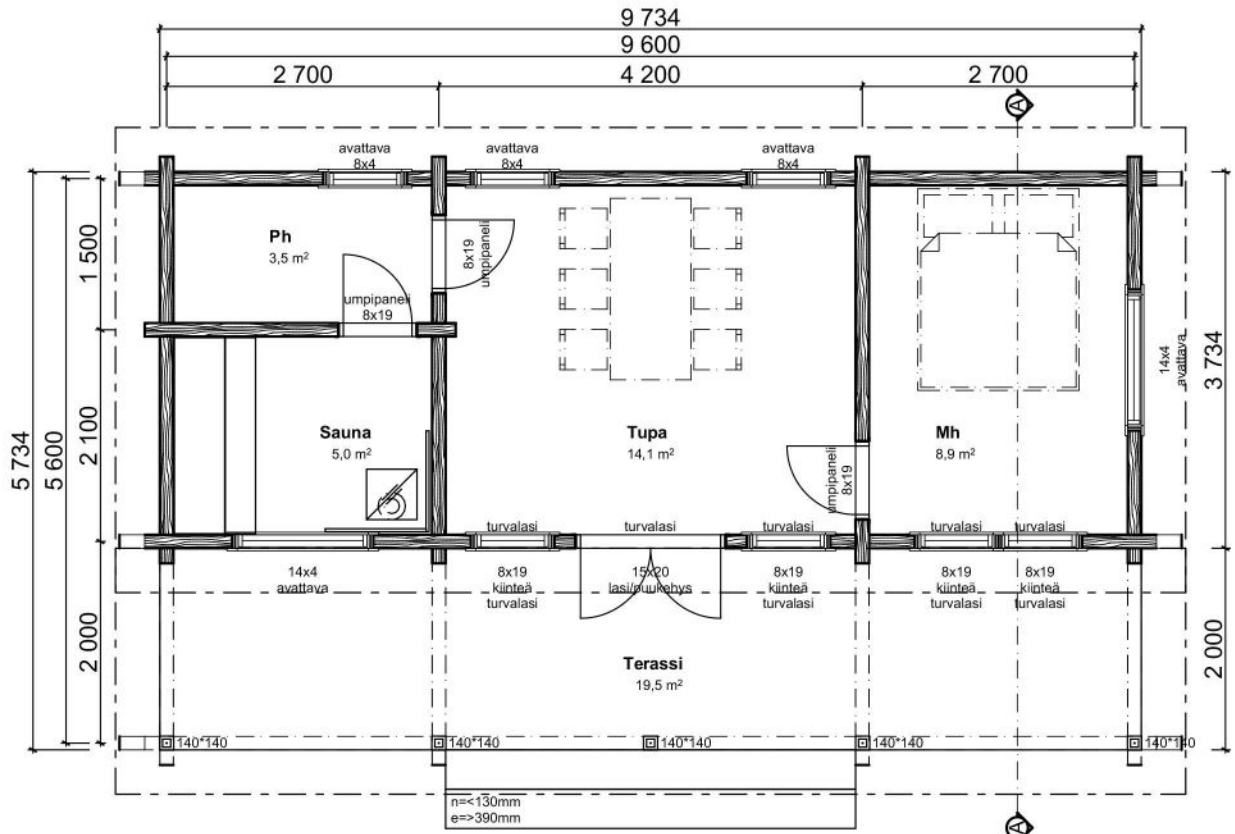 9 734
9 600
2 700
4 200
2 700
A
avattava
8x4
avattava
8x4
avattava
8x4
5 734
5 600
1 500
2 100
2 000
Ph
3,5 m²
8x19
umpipaneli
umpipaneli
8x19
14x4
avattava
3 734
2 000
Sauna
5,0 m²
Tupa
14,1 m²
Mh
8,9 m²
umpipaneli
8x19
turvalasi
turvalasi
turvalasi
turvalasi
turvalasi
14x4
avattava
8x19
kiinteä
turvalasi
15x20
lasi/puukehys
8x19
kiinteä
turvalasi
8x19
kiinteä
turvalasi
8x19
kiinteä
turvalasi
Terassi
19,5 m²
140*140
140*140
140*140
140*140
140*140
n=<130mm
e=>390mm
A